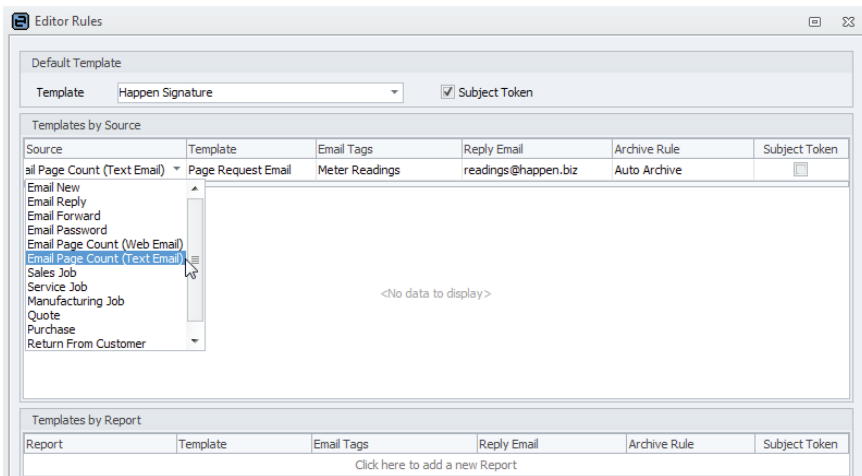 Editor Rules
Default Template
Template Happen Signature Subject Token
Templates by Source
Source Template Email Tags Reply Email Archive Rule Subject Token
ail Page Count (Text Email) Page Request Email Meter Readings readings@happen.biz Auto Archive
Email New
Email Reply
Email Forward
Email Password
Email Page Count (Web Email)
Email Page Count (Text Email)
Sales Job
Service Job
<No data to display>
Manufacturing Job
Quote
Purchase
Return From Customer
Templates by Report
Report Template Email Tags Reply Email Archive Rule Subject Token
Click here to add a new Report